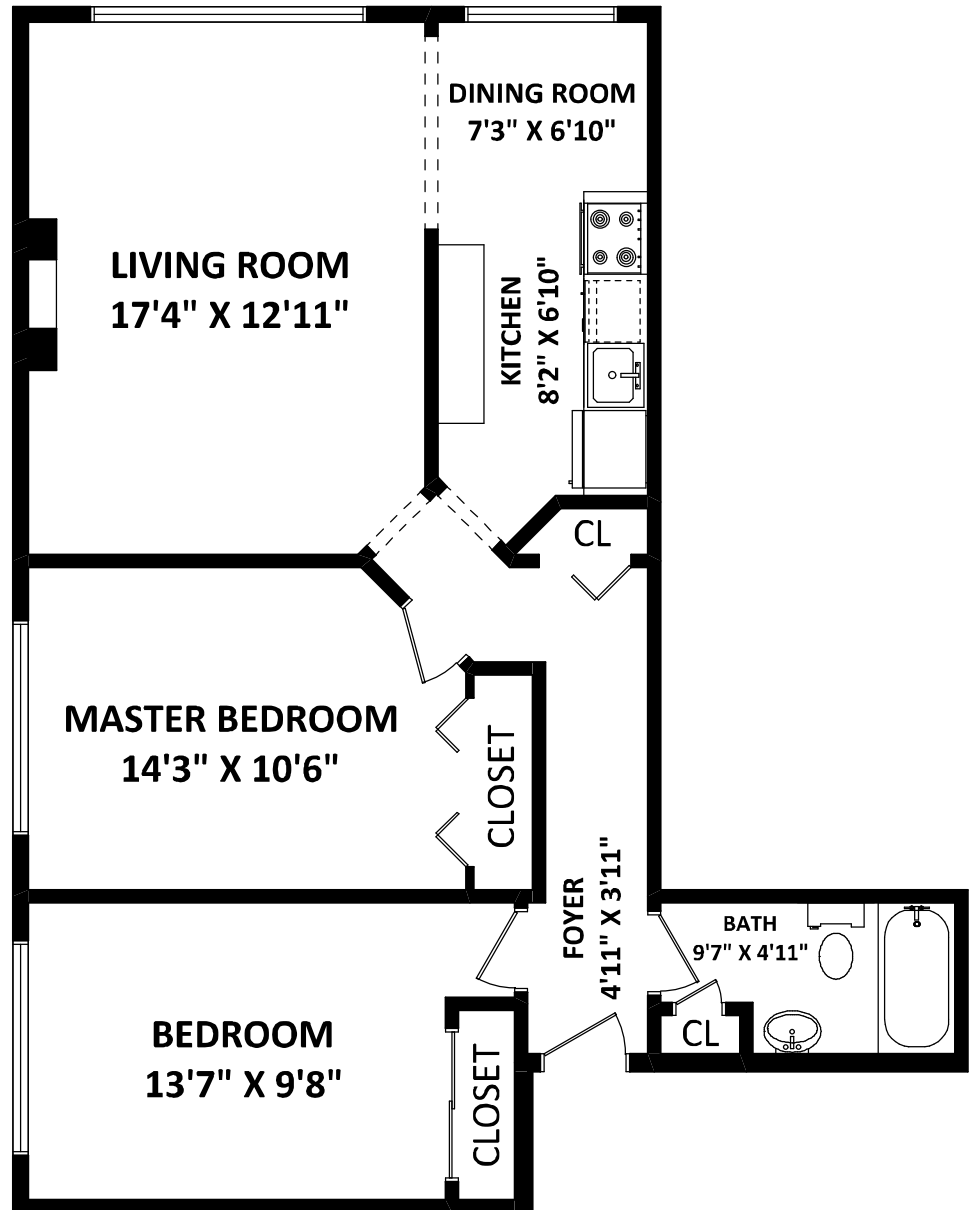 DINING ROOM
7'3" X 6'10"
LIVING ROOM
17'4" X 12'11"
KITCHEN
8'2" X 6'10"
CL
MASTER BEDROOM
14'3" X 10'6"
CLOSET
FOYER
4'11" X 3'11"
BATH
9'7" X 4'11"
CL
BEDROOM
13'7" X 9'8"
CLOSET